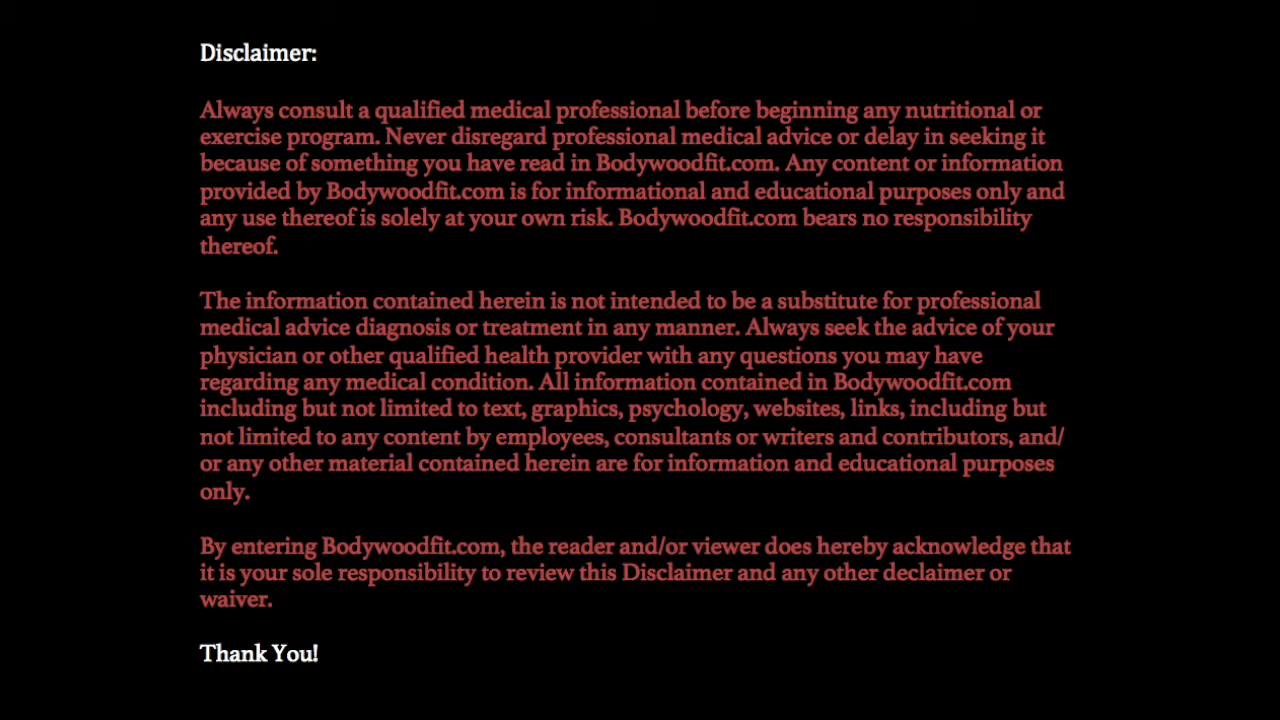 Disclaimer:
Always consult a qualified medical professional before beginning any nutritional or
exercise program. Never disregard professional medical advice or delay in seeking it
because of something you have read in Bodywoodfit.com. Any content or information
provided by Bodywoodfit.com is for informational and educational purposes only and
any use thereof is solely at your own risk. Bodywoodfit.com bears no responsibility
thereof.
The information contained herein is not intended to be a substitute for professional
medical advice diagnosis or treatment in any manner. Always seek the advice of your
physician or other qualified health provider with any questions you may have
regarding any medical condition. All information contained in Bodywoodfit.com
including but not limited to text, graphics, psychology, websites, links, including but
not limited to any content by employees, consultants or writers and contributors, and/
or any other material contained herein are for information and educational purposes
only.
By entering Bodywoodfit.com, the reader and/or viewer does hereby acknowledge that
it is your sole responsibility to review this Disclaimer and any other declaimer or
waiver.
Thank You!